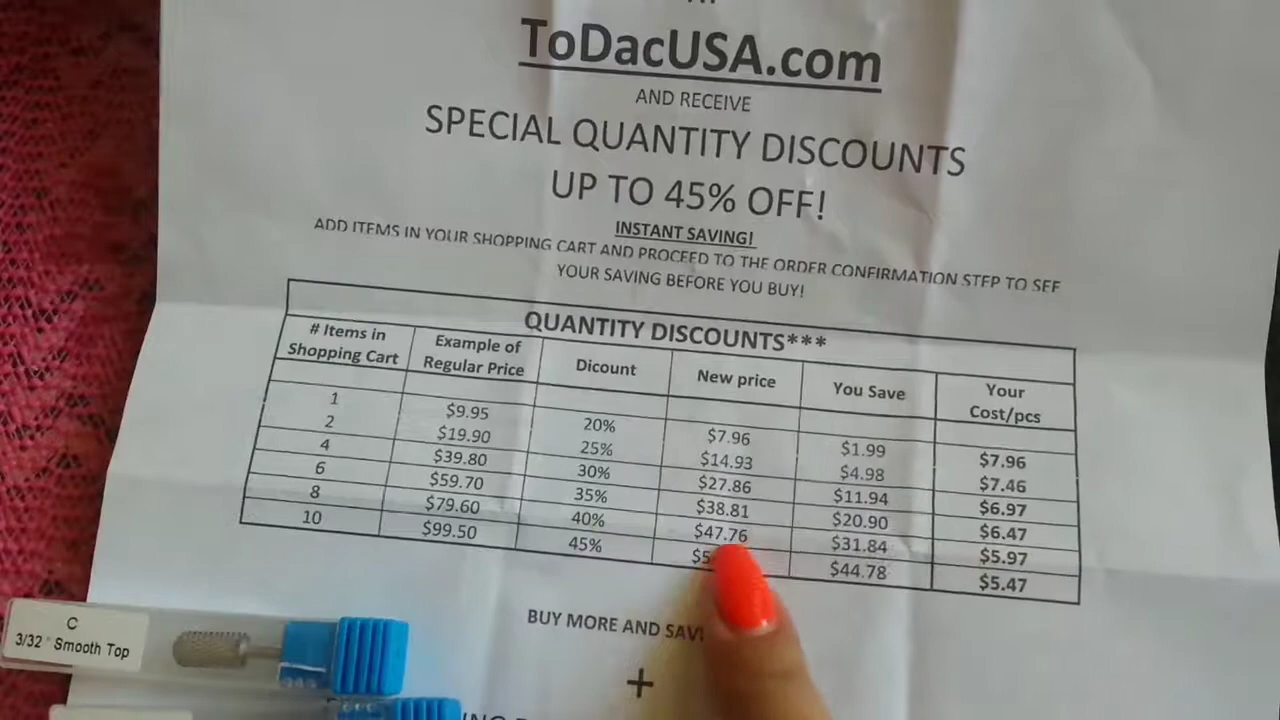 ToDacUSA.com
AND RECEIVE
SPECIAL QUANTITY DISCOUNTS
UP TO 45% OFF!
INSTANT SAVING!
ADD ITEMS IN YOUR SHOPPING CART AND PROCEED TO THE ORDER CONFIRMATION STEP TO SEE
YOUR SAVING BEFORE YOU BUY!
QUANTITY DISCOUNTS***
# Items in Shopping Cart Example of Regular Price Dicount New price You Save Your Cost/pcs
1 $9.95 20% $7.96 $1.99 $7.96
2 $19.90 25% $14.93 $4.98 $7.46
4 $39.80 30% $27.86 $11.94 $6.97
6 $59.70 35% $38.81 $20.90 $6.47
8 $79.60 40% $47.76 $31.84 $5.97
10 $99.50 45% $44.78 $5.47
BUY MORE AND
+
C
3/32" Smooth Top